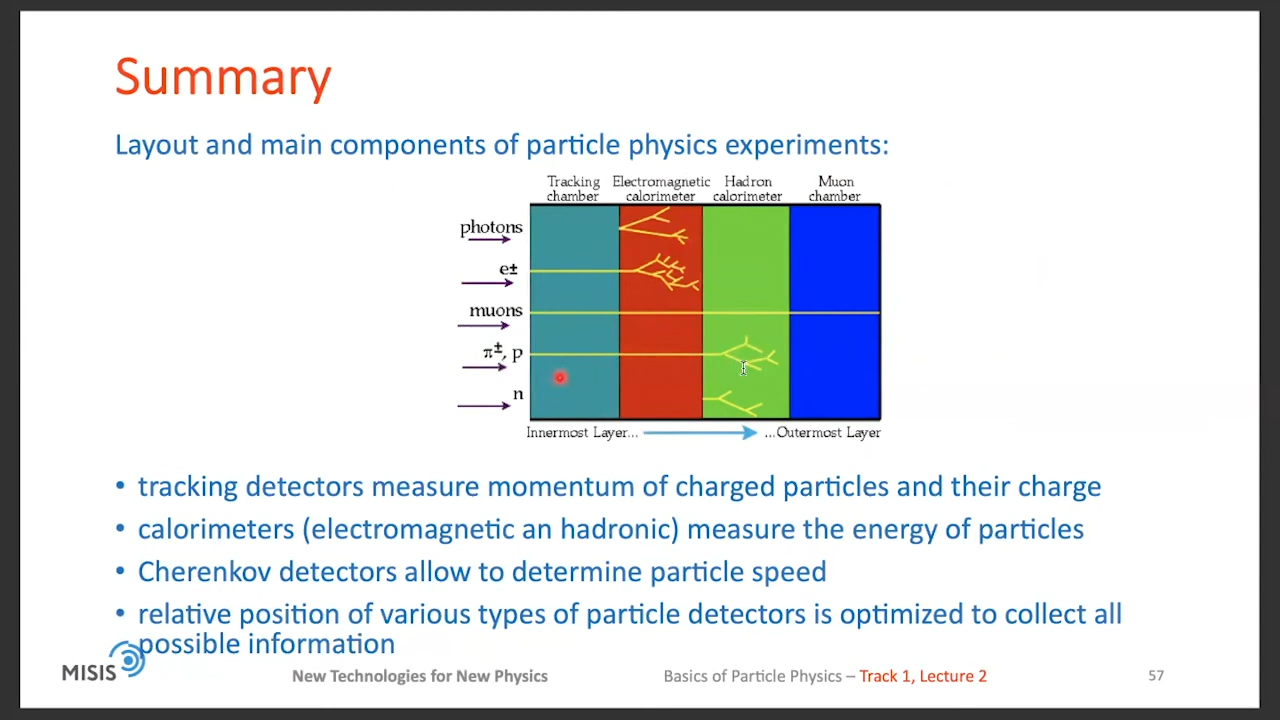 Summary
Layout and main components of particle physics experiments:
Tracking chamber
Electromagnetic calorimeter
Hadron calorimeter
Muon chamber
photons
e±
muons
π±, p
n
Innermost Layer...
...Outermost Layer
• tracking detectors measure momentum of charged particles and their charge
• calorimeters (electromagnetic an hadronic) measure the energy of particles
• Cherenkov detectors allow to determine particle speed
• relative position of various types of particle detectors is optimized to collect all
possible information
MISIS
New Technologies for New Physics
Basics of Particle Physics – Track 1, Lecture 2
57